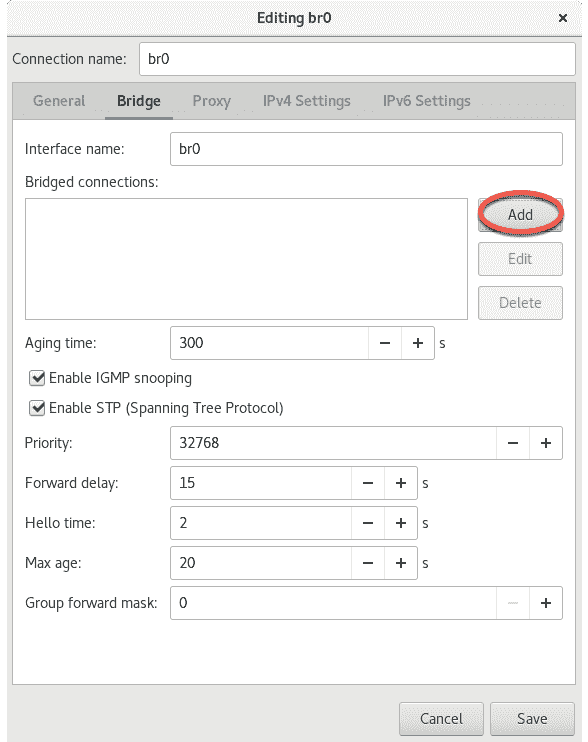 Editing br0 ×
Connection name: br0
General Bridge Proxy IPv4 Settings IPv6 Settings
Interface name: br0
Bridged connections:
Add
Edit
Delete
Aging time: 300 − + s
Enable IGMP snooping
Enable STP (Spanning Tree Protocol)
Priority: 32768 − +
Forward delay: 15 − + s
Hello time: 2 − + s
Max age: 20 − + s
Group forward mask: 0 − +
Cancel Save